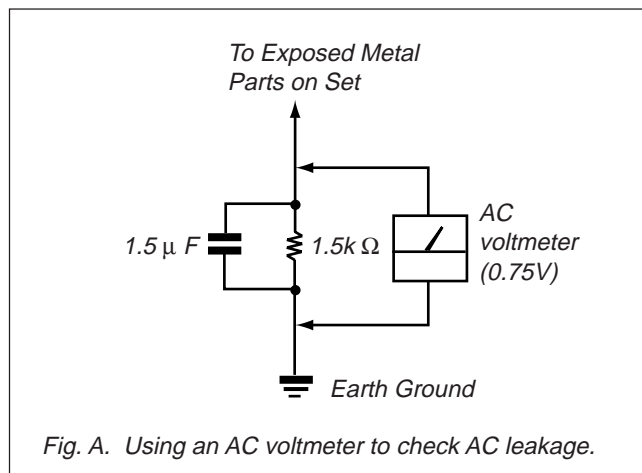 To Exposed Metal
Parts on Set
1.5 μ F
1.5k Ω
AC
voltmeter
(0.75V)
Earth Ground
Fig. A. Using an AC voltmeter to check AC leakage.